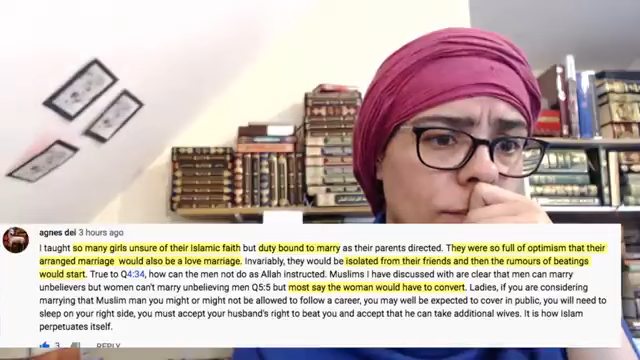 agnes dei 3 hours ago
I taught so many girls unsure of their Islamic faith but duty bound to marry as their parents directed. They were so full of optimism that their
arranged marriage would also be a love marriage. Invariably, they would be isolated from their friends and then the rumours of beatings
would start. True to Q4:34, how can the men not do as Allah instructed. Muslims I have discussed with are clear that men can marry
unbelievers but women can't marry unbelieving men Q5:5 but most say the woman would have to convert. Ladies, if you are considering
marrying that Muslim man you might or might not be allowed to follow a career, you may well be expected to cover in public, you will need to
sleep on your right side, you must accept your husband's right to beat you and accept that he can take additional wives. It is how Islam
perpetuates itself.
3 REPLY